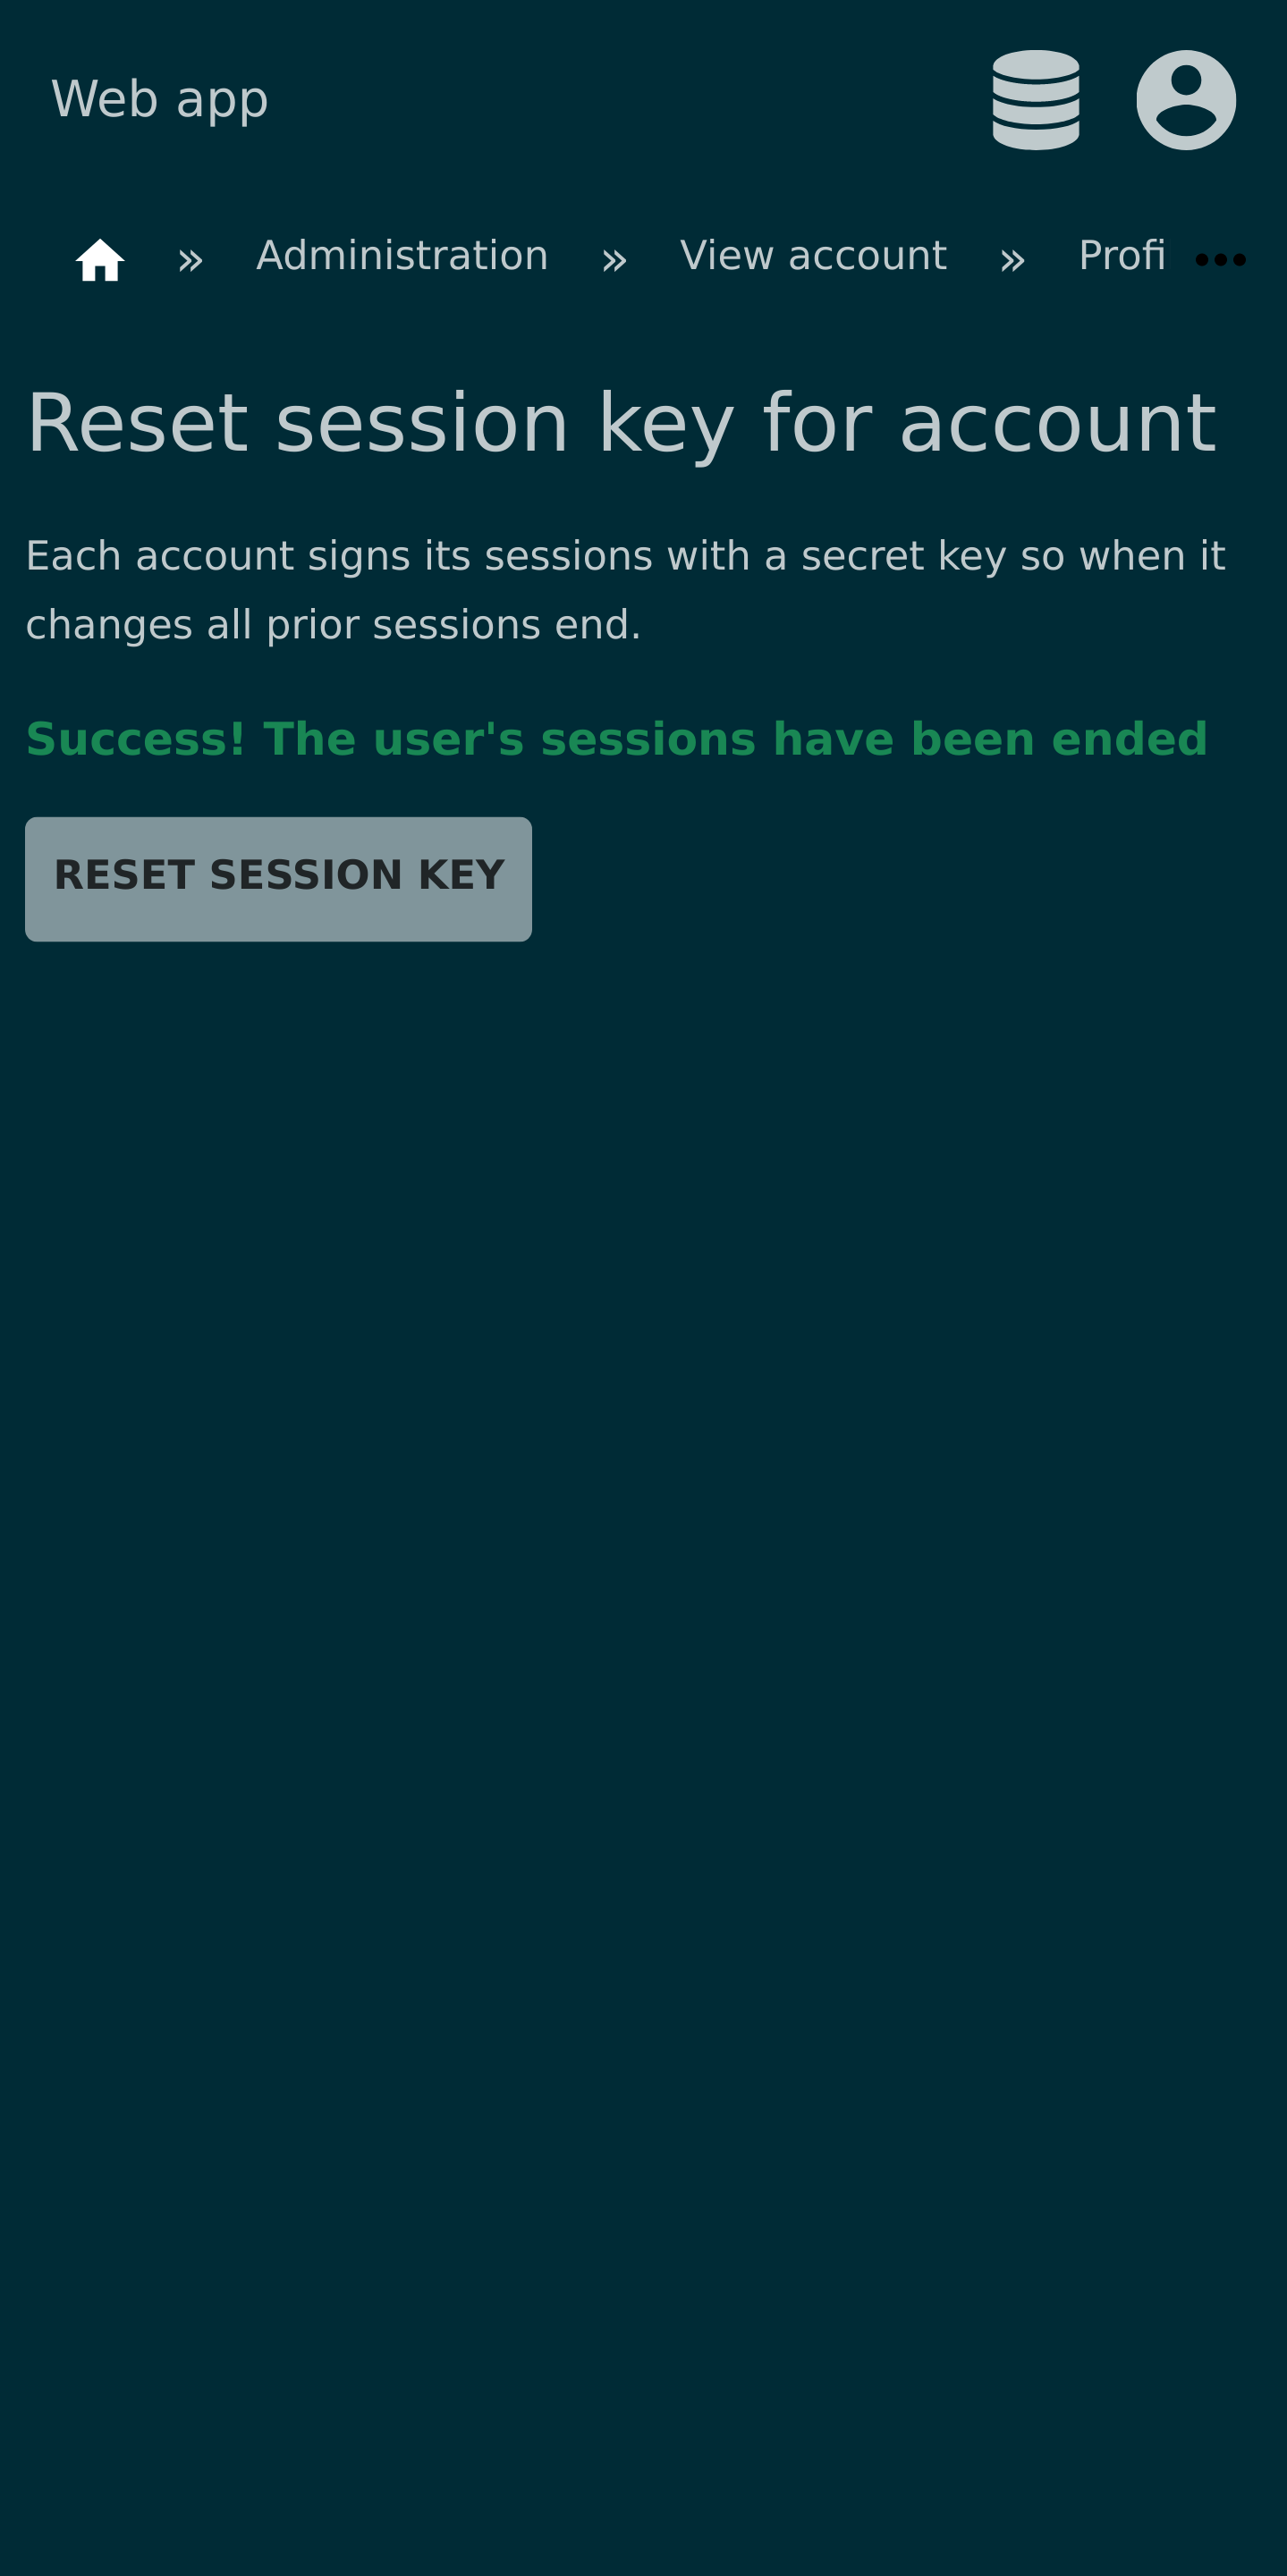 Web app
» Administration » View account » Profi •••
Reset session key for account
Each account signs its sessions with a secret key so when it
changes all prior sessions end.
Success! The user's sessions have been ended
RESET SESSION KEY